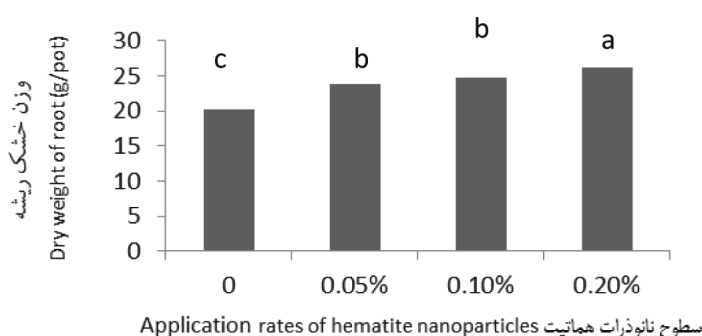 وزن خشک ریشه
Dry weight of root (g/pot)
30
25
20
15
10
5
0
c
b
b
a
0
0.05%
0.10%
0.20%
Application rates of hematite nanoparticles سطوح نانوذرات هماتیت